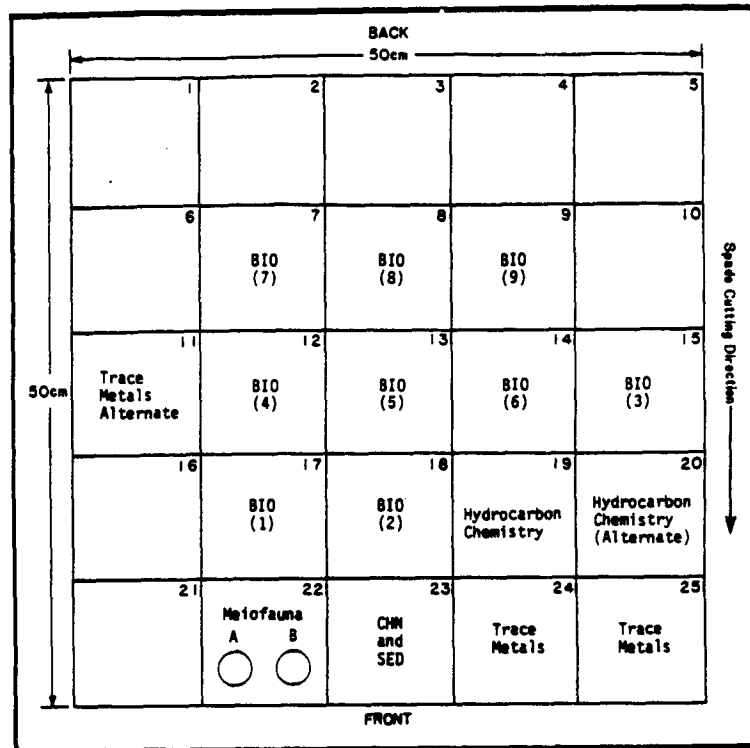 BACK
50cm
1 2 3 4 5
6 7 8 9 10
BIO BIO BIO
(7) (8) (9)
Spade Cutting Direction
11 12 13 14 15
50cm
Trace
Metals
Alternate
BIO
(4)
BIO
(5)
BIO
(6)
BIO
(3)
16 17 18 19 20
BIO
(1)
BIO
(2)
Hydrocarbon
Chemistry
Hydrocarbon
Chemistry
(Alternate)
21 22 23 24 25
Meiofauna
A B
CHN
and
SED
Trace
Metals
Trace
Metals
FRONT